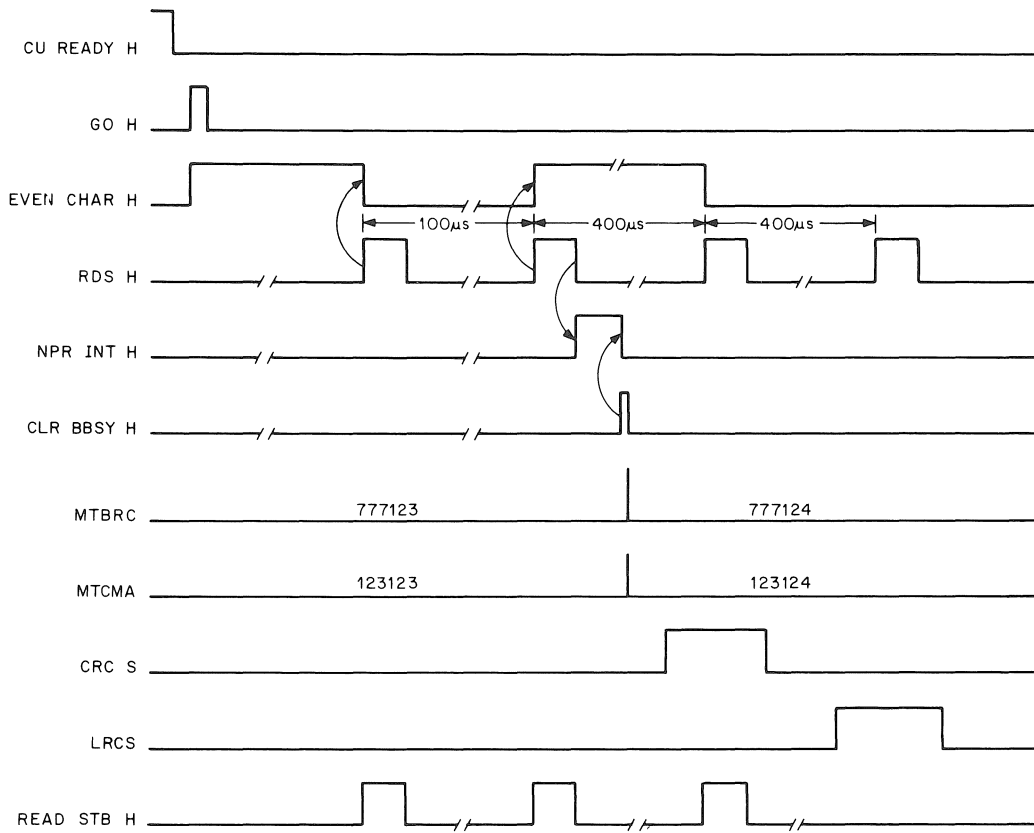 CU READY H
GO H
EVEN CHAR H
100μs
400μs
400μs
RDS H
NPR INT H
CLR BBSY H
MTBRC
777123
777124
MTCMA
123123
123124
CRC S
LRCS
READ STB H